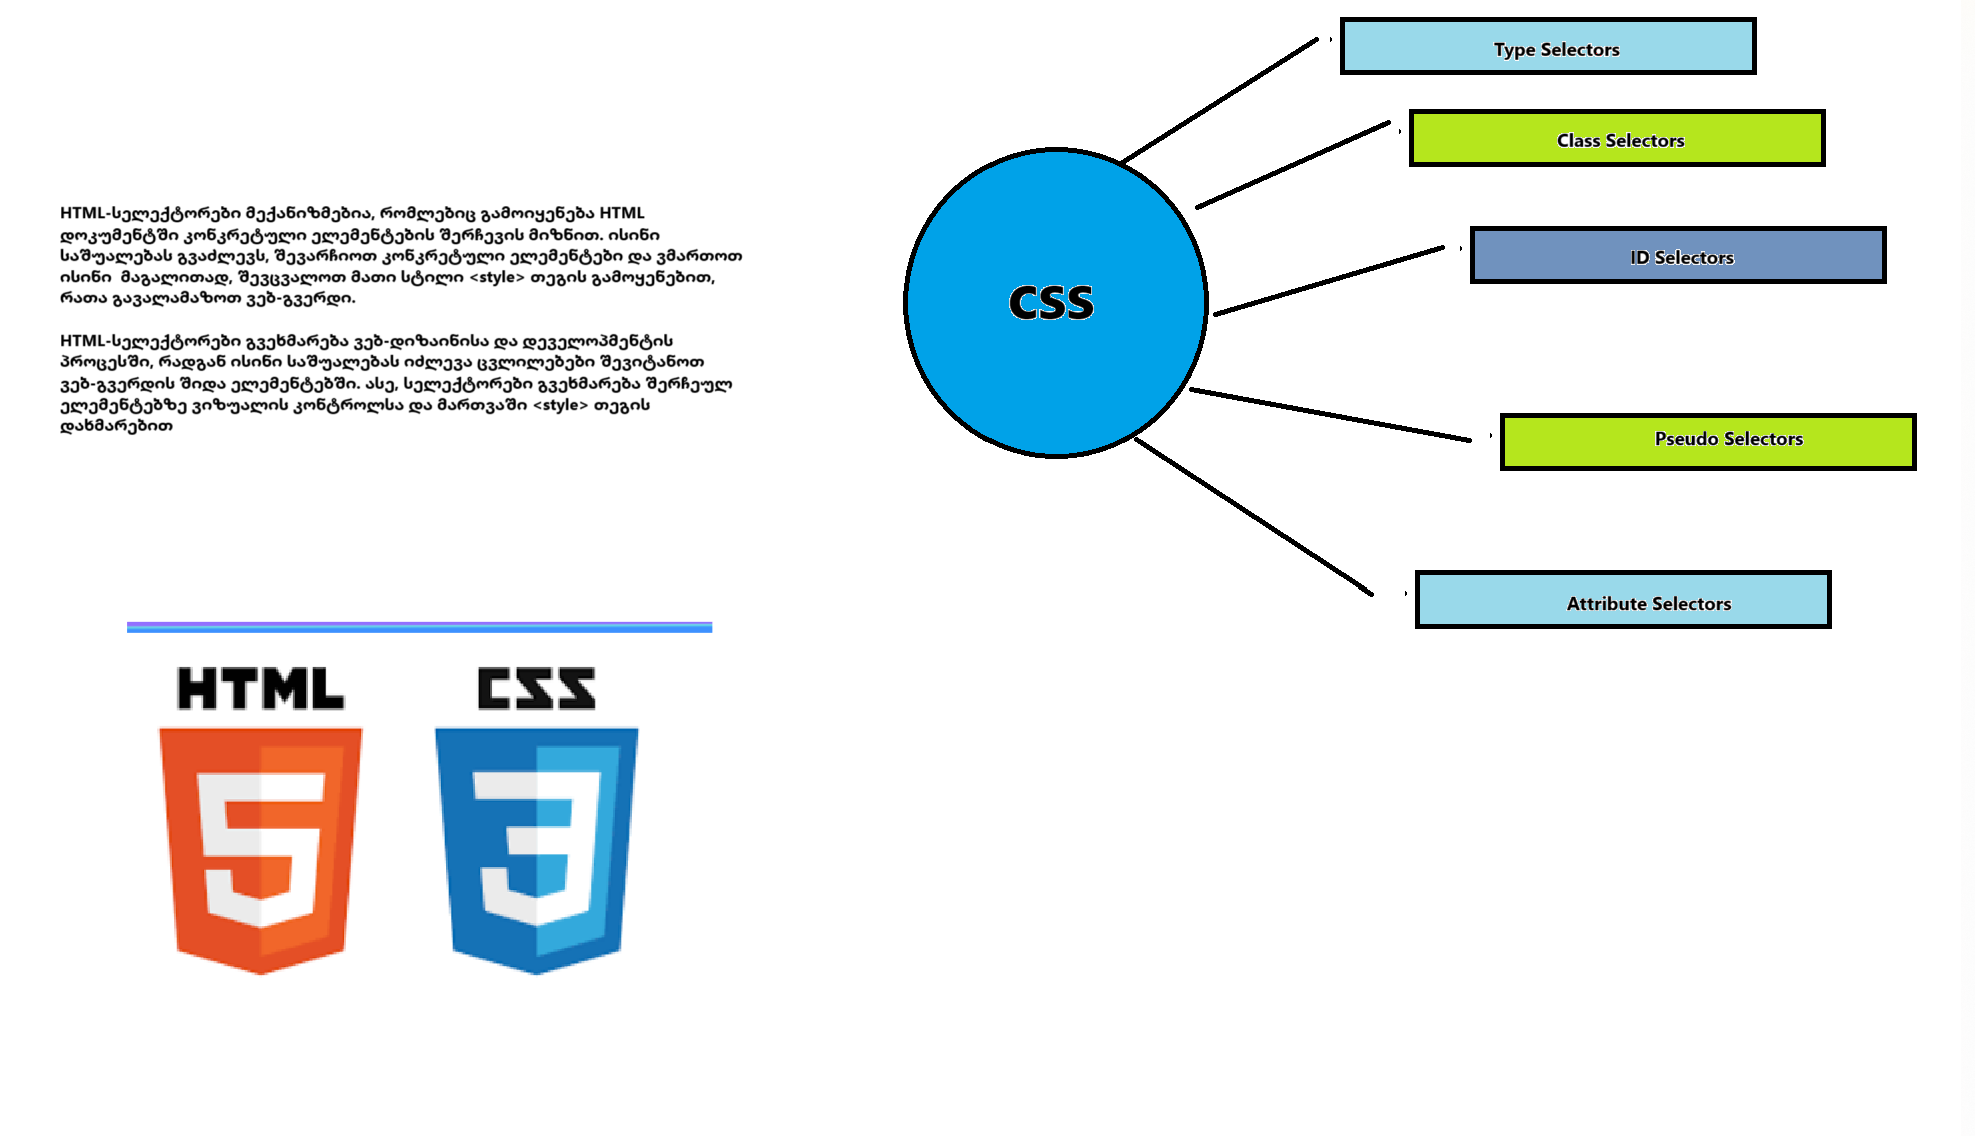 HTML-სელექტორები მექანიზმებია, რომლებიც გამოიყენება HTML
დოკუმენტში კონკრეტული ელემენტების შერჩევის მიზნით. ისინი
საშუალებას გვაძლევს, შევარჩიოთ კონკრეტული ელემენტები და ვმართოთ
ისინი  მაგალითად, შევცვალოთ მათი სტილი <style> თეგის გამოყენებით,
რათა გავალამაზოთ ვებ-გვერდი.
HTML-სელექტორები გვეხმარება ვებ-დიზაინისა და დეველოპმენტის
პროცესში, რადგან ისინი საშუალებას იძლევა ცვლილებები შევიტანოთ
ვებ-გვერდის შიდა ელემენტებში. ასე, სელექტორები გვეხმარება შერჩეულ
ელემენტებზე ვიზუალის კონტროლსა და მართვაში <style> თეგის
დახმარებით
HTML
CSS
5
3
CSS
Type Selectors
Class Selectors
ID Selectors
Pseudo Selectors
Attribute Selectors